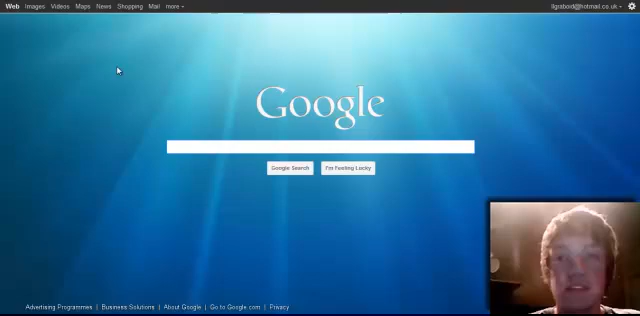 Web Images Videos Maps News Shopping Mail more
llgrabord@hotmail.co.uk
Google
Google Search I'm Feeling Lucky
Advertising Programmes | Business Solutions | About Google | Go to Google.com | Privacy